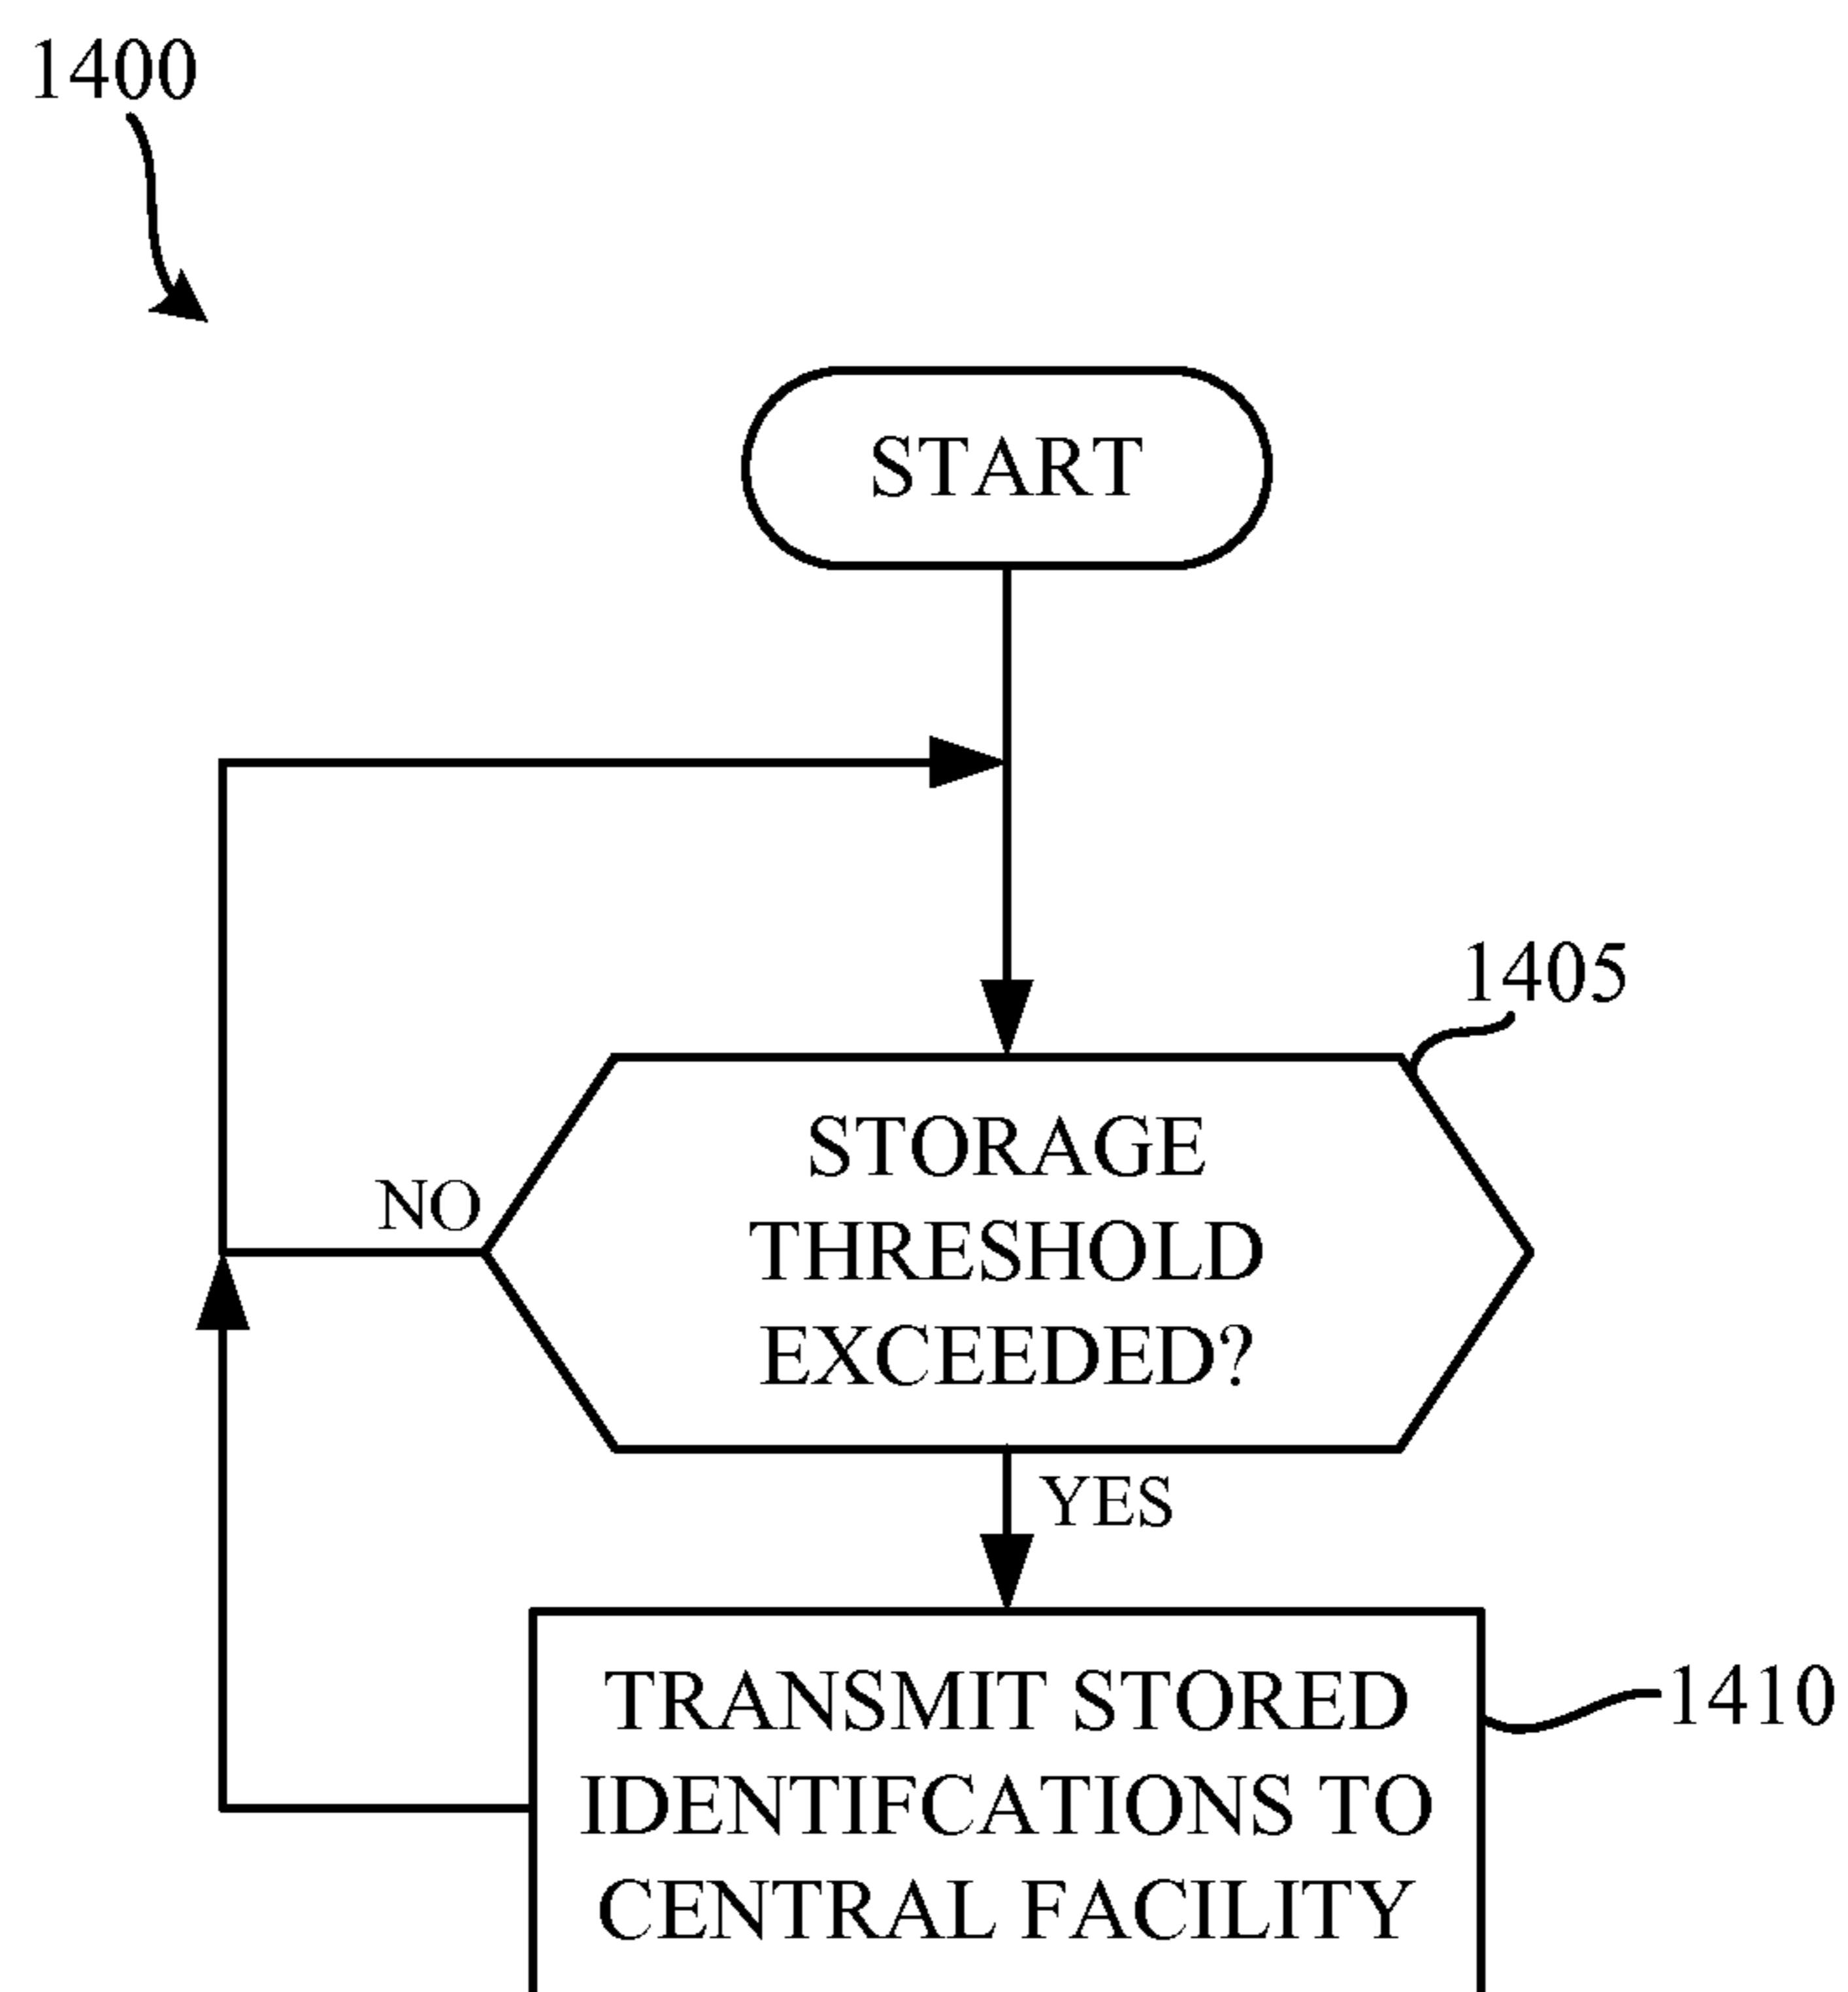 1400
START
1405
STORAGE
THRESHOLD
EXCEEDED?
NO
YES
TRANSMIT STORED
IDENTIFCATIONS TO
CENTRAL FACILITY
1410